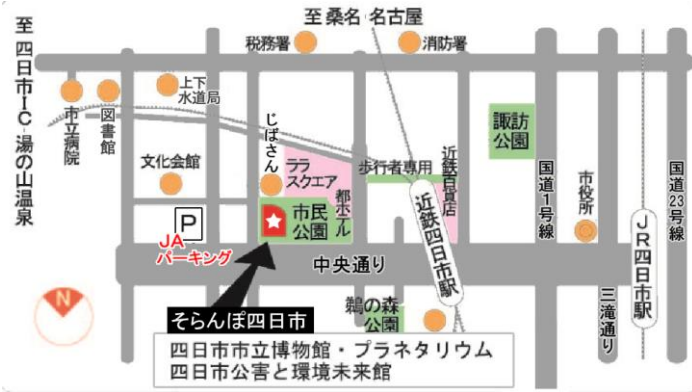 至 桑名 名古屋
税務署
消防署
至 四日市IC・湯の山温泉
上下
水道局
市立病院
図書館
じばさん
諏訪
公園
文化会館
ララ
スクエア
歩行者専用
近鉄百貨店
国道1号線
市役所
国道23号線
P
JA
パーキング
市民
公園
都ホテル
近鉄四日市駅
JR四日市駅
中央通り
三滝通り
N
そらんぽ四日市
鵜の森
公園
四日市市立博物館・プラネタリウム
四日市公害と環境未来館